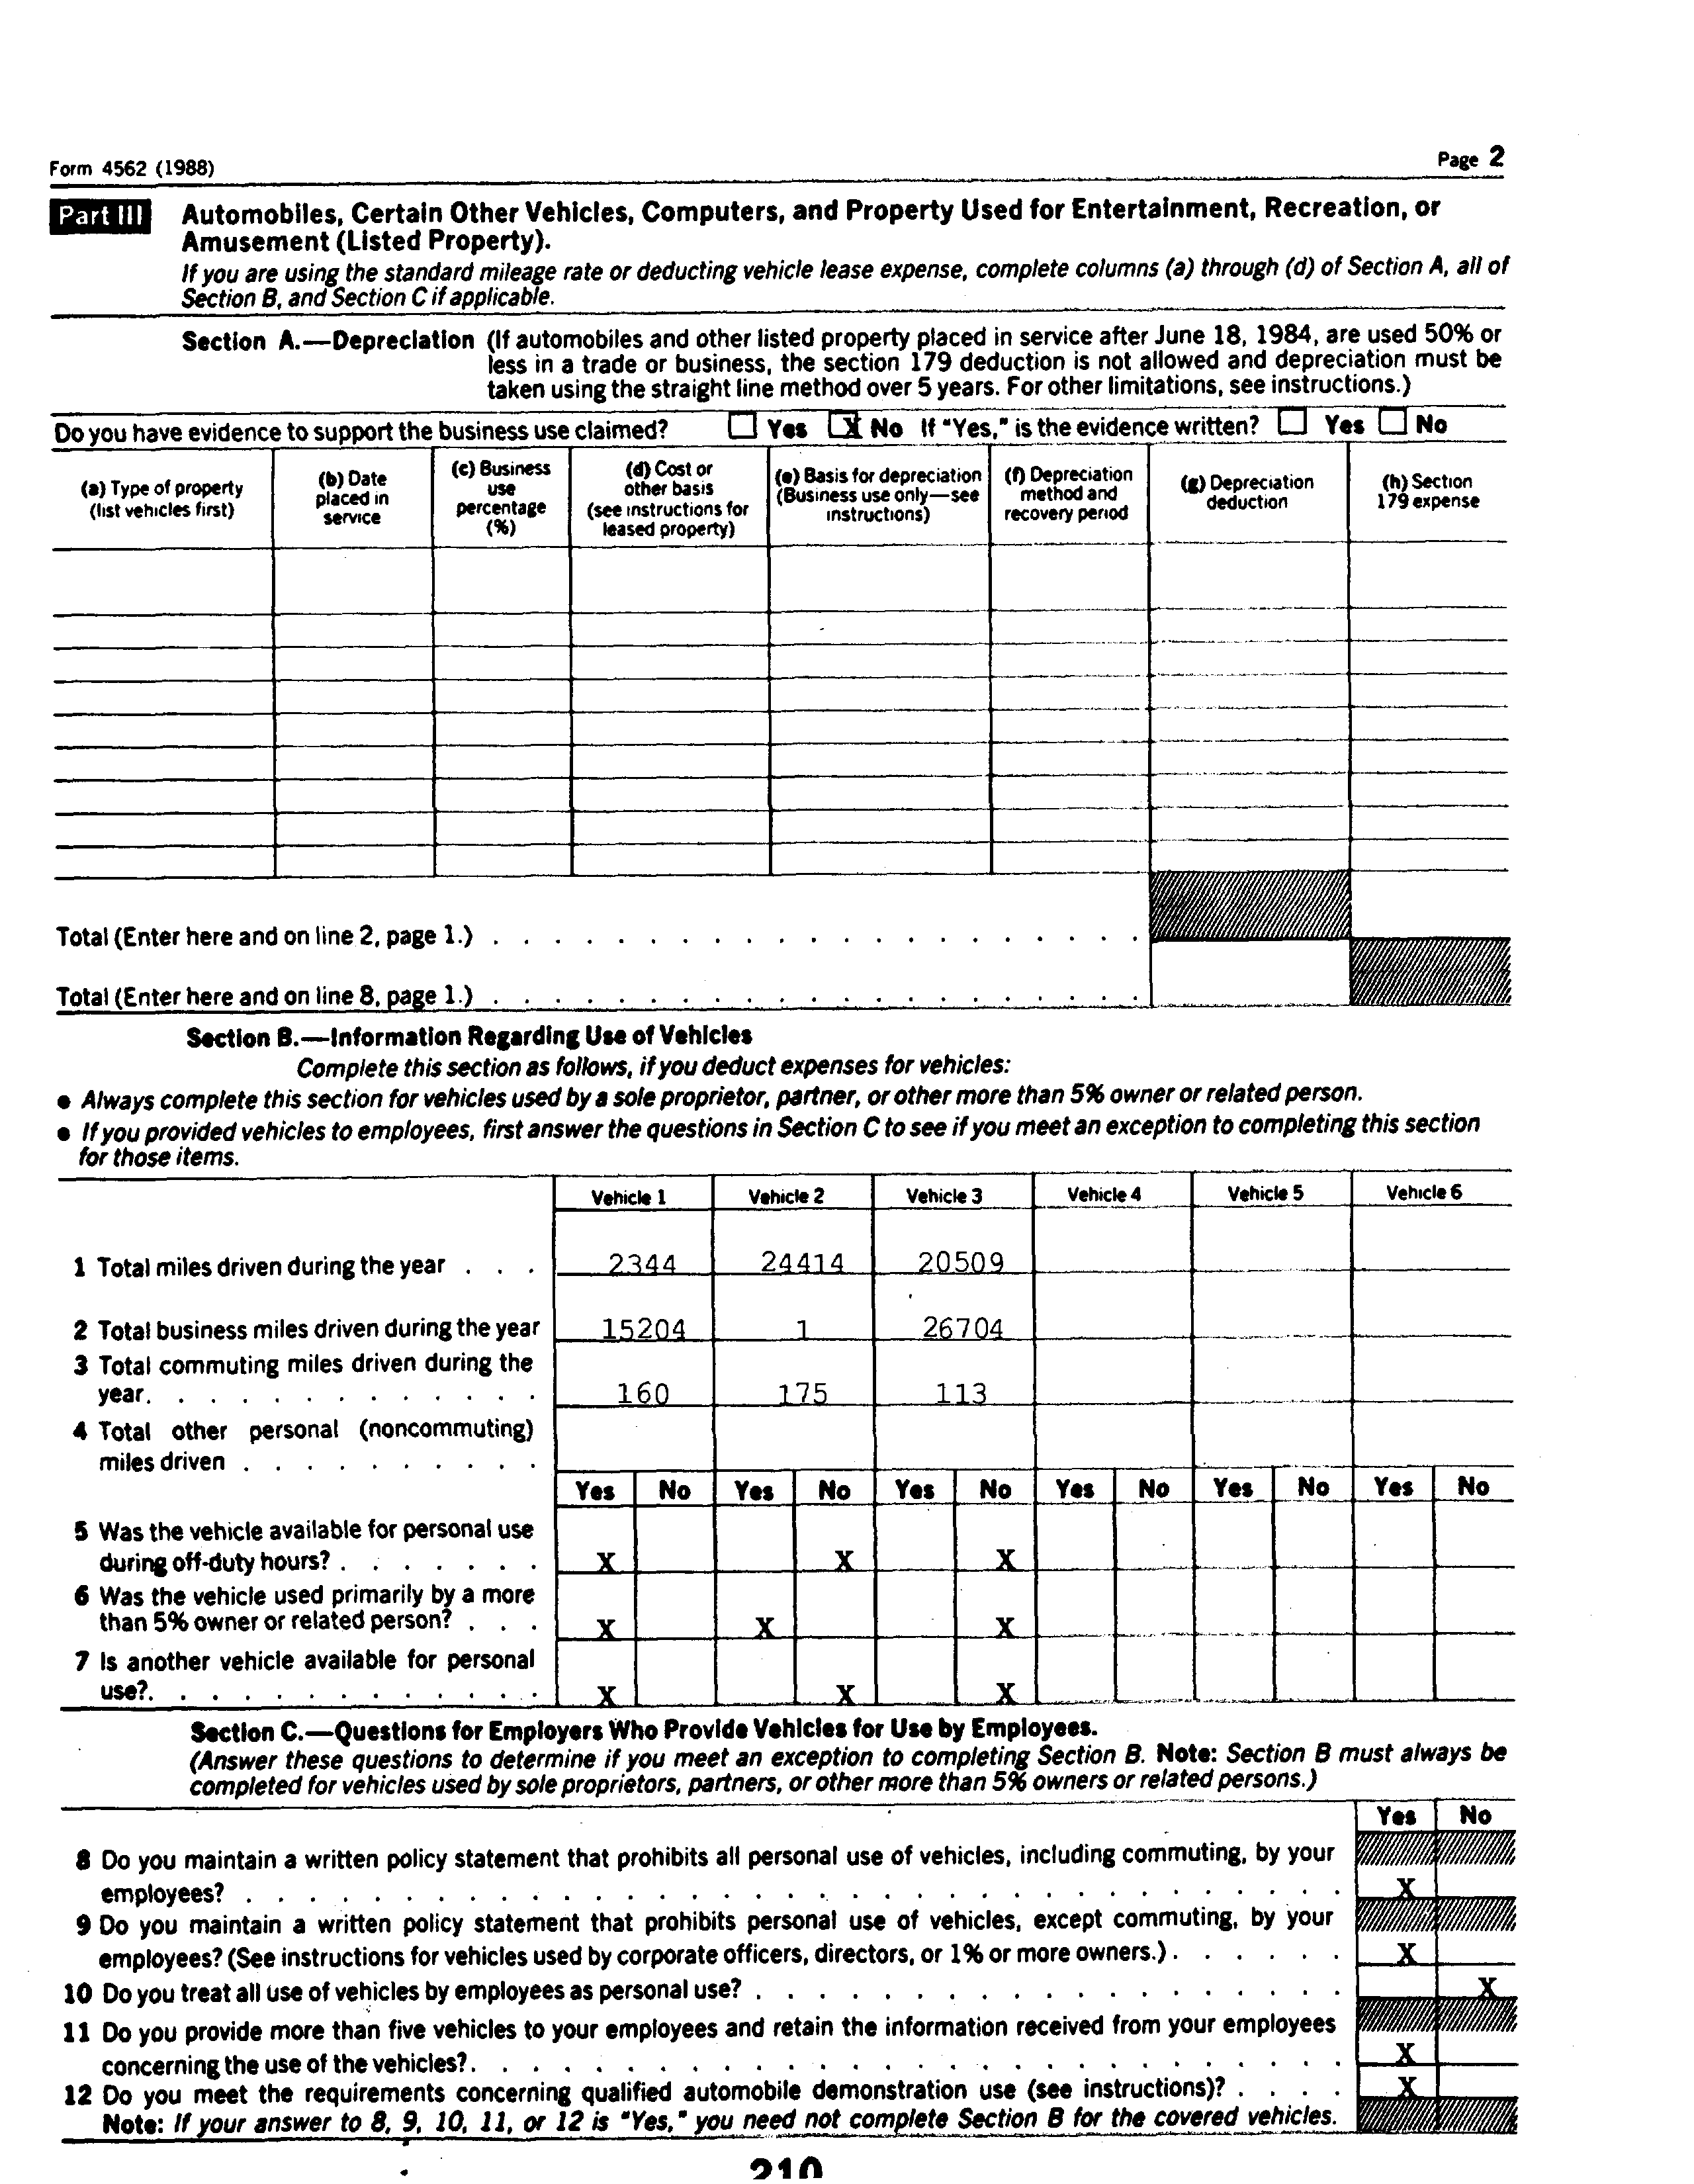 Form 4562 (1988)
Page 2
Part III Automobiles, Certain Other Vehicles, Computers, and Property Used for Entertainment, Recreation, or
Amusement (Listed Property).
If you are using the standard mileage rate or deducting vehicle lease expense, complete columns (a) through (d) of Section A, all of
Section B, and Section C if applicable.
Section A.—Depreciation (If automobiles and other listed property placed in service after June 18, 1984, are used 50% or
less in a trade or business, the section 179 deduction is not allowed and depreciation must be
taken using the straight line method over 5 years. For other limitations, see instructions.)
Do you have evidence to support the business use claimed? Yes X No If "Yes," is the evidence written? Yes No
(a) Type of property
(list vehicles first)
(b) Date
placed in
service
(c) Business
use
percentage
(%)
(d) Cost or
other basis
(see instructions for
leased property)
(e) Basis for depreciation
(Business use only—see
instructions)
(f) Depreciation
method and
recovery period
(g) Depreciation
deduction
(h) Section
179 expense
Total (Enter here and on line 2, page 1.) . . . . . . . . . . . . . . . . . . . . .
Total (Enter here and on line 8, page 1.) . . . . . . . . . . . . . . . . . . . . .
Section B.—Information Regarding Use of Vehicles
Complete this section as follows, if you deduct expenses for vehicles:
● Always complete this section for vehicles used by a sole proprietor, partner, or other more than 5% owner or related person.
● If you provided vehicles to employees, first answer the questions in Section C to see if you meet an exception to completing this section
for those items.
Vehicle 1 Vehicle 2 Vehicle 3 Vehicle 4 Vehicle 5 Vehicle 6
1 Total miles driven during the year . . . 2344 24414 20509
2 Total business miles driven during the year 15204 1 26704
3 Total commuting miles driven during the
year. . . . . . . . . . . . . 160 175 113
4 Total other personal (noncommuting)
miles driven . . . . . . . . . .
Yes No Yes No Yes No Yes No Yes No Yes No
5 Was the vehicle available for personal use
during off-duty hours? . . . . . . . X X X
6 Was the vehicle used primarily by a more
than 5% owner or related person? . . . X X X
7 Is another vehicle available for personal
use?. . . . . . . . . . . . . X X X
Section C.—Questions for Employers Who Provide Vehicles for Use by Employees.
(Answer these questions to determine if you meet an exception to completing Section B. Note: Section B must always be
completed for vehicles used by sole proprietors, partners, or other more than 5% owners or related persons.)
Yes No
8 Do you maintain a written policy statement that prohibits all personal use of vehicles, including commuting, by your
employees? . . . . . . . . . . . . . . . . . . . . . . . . . . . . X
9 Do you maintain a written policy statement that prohibits personal use of vehicles, except commuting, by your
employees? (See instructions for vehicles used by corporate officers, directors, or 1% or more owners.) . . . . . . X
10 Do you treat all use of vehicles by employees as personal use? . . . . . . . . . . . . . . . . . . X
11 Do you provide more than five vehicles to your employees and retain the information received from your employees
concerning the use of the vehicles?. . . . . . . . . . . . . . . . . . . . . . . . . X
12 Do you meet the requirements concerning qualified automobile demonstration use (see instructions)? . . . . X
Note: If your answer to 8, 9, 10, 11, or 12 is "Yes," you need not complete Section B for the covered vehicles.
210